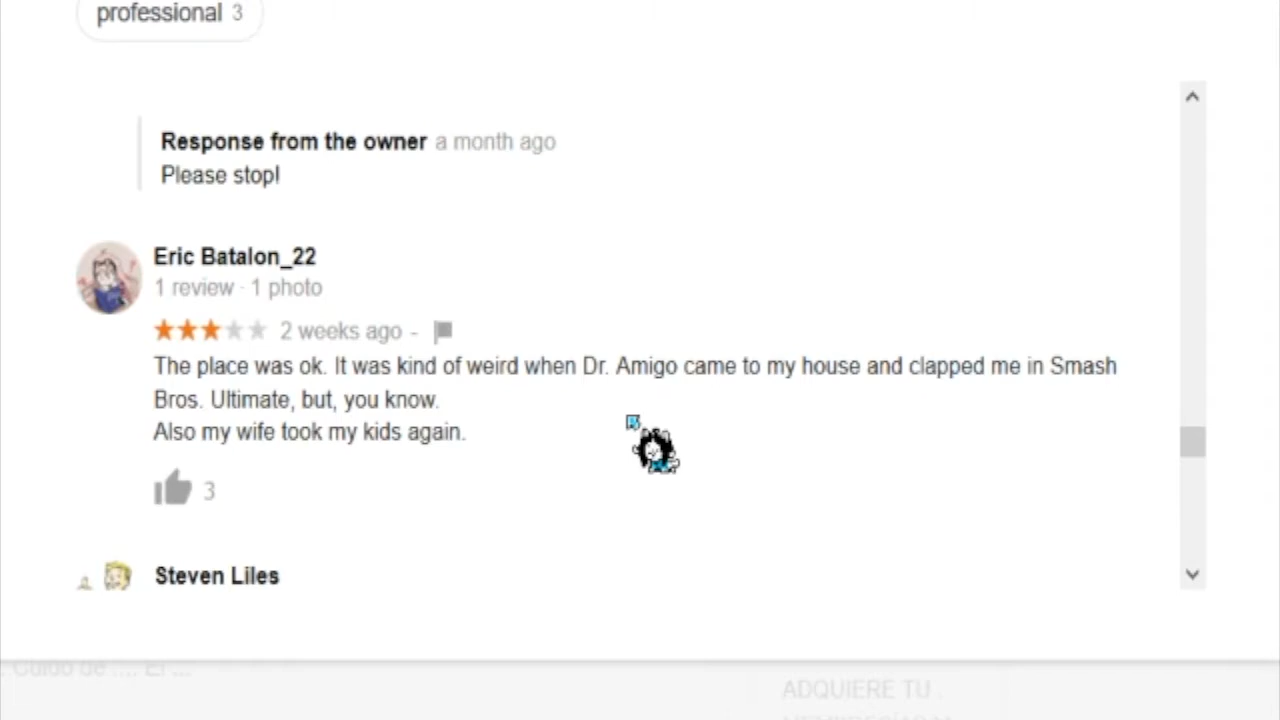 professional 3
Response from the owner a month ago
Please stop!
Eric Batalon_22
1 review · 1 photo
2 weeks ago -
The place was ok. It was kind of weird when Dr. Amigo came to my house and clapped me in Smash
Bros. Ultimate, but, you know.
Also my wife took my kids again.
3
Steven Liles
Cuido de .... El ...
ADQUIERE TU